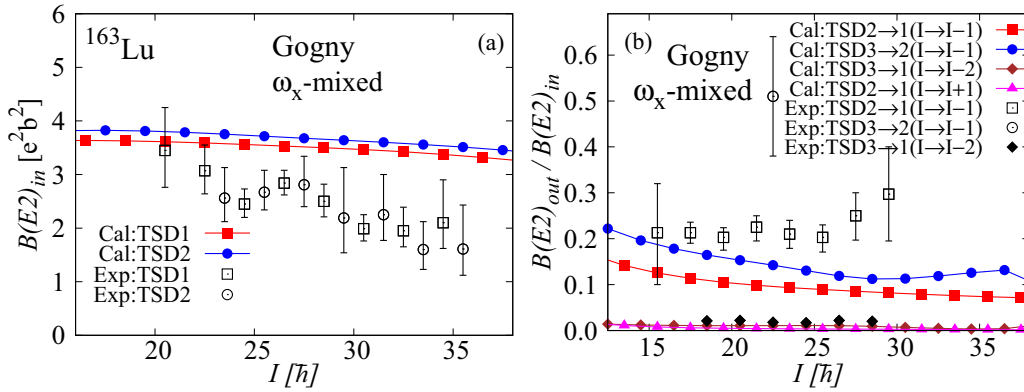 6
5
4
3
2
1
0
B(E2)in [e²b²]
¹⁶³Lu
Gogny
ωx-mixed
(a)
Cal:TSD1
Cal:TSD2
Exp:TSD1
Exp:TSD2
20 25 30 35
I [ħ]
0.6
0.5
0.4
0.3
0.2
0.1
0.0
B(E2)out / B(E2)in
(b)
Gogny
ωx-mixed
Cal:TSD2→1(I→I-1)
Cal:TSD3→2(I→I-1)
Cal:TSD3→1(I→I-2)
Cal:TSD2→1(I→I+1)
Exp:TSD2→1(I→I-1)
Exp:TSD3→2(I→I-1)
Exp:TSD3→1(I→I-2)
15 20 25 30 35
I [ħ]